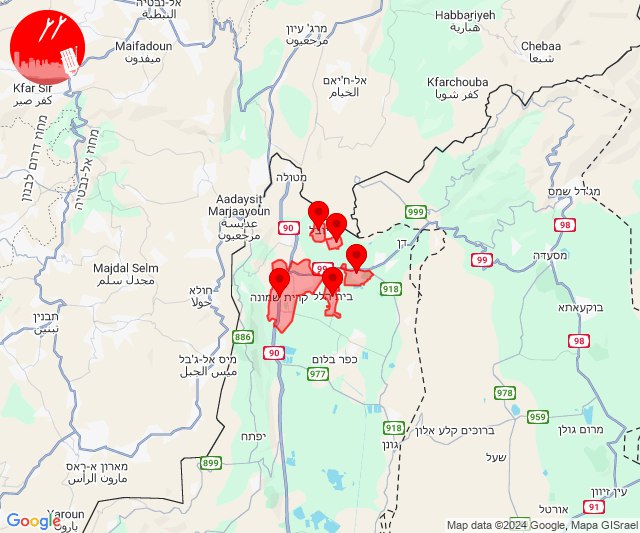 אל-נבטיה
النبطية
Habbariyeh
هبارية
מרג' עיון
مرجعيون
Maifadoun
ميفدون
Chebaa
شبعا
Kfar Sir
كفر صير
אל-ח'יאם
الخيام
Kfarchouba
كفر شوبا
מחוז דרום לבנון
מחוז אל-נבטיה
מטולה
מג'דל שמס
Aadaysit
Marjaayoun
عديسة
مرجعيون
999
98
90
דן
99
99
מסעדה
Majdal Selm
مجدل سلم
חולא
حولا
918
קרית שמונה
בית הלל
בוקעאתא
תבנין
تبنين
886
98
90
מיס אל-ג'בל
ميس الجبل
כפר בלום
977
978
959
918
מרום גולן
יפתח
ברוכים קלע אלון
גונן
שעל
899
מארון א-ראס
مارون الراس
עין זיוון
אורטל
91
Yaroun
يارون
Google
Map data ©2024 Google, Mapa GISrael